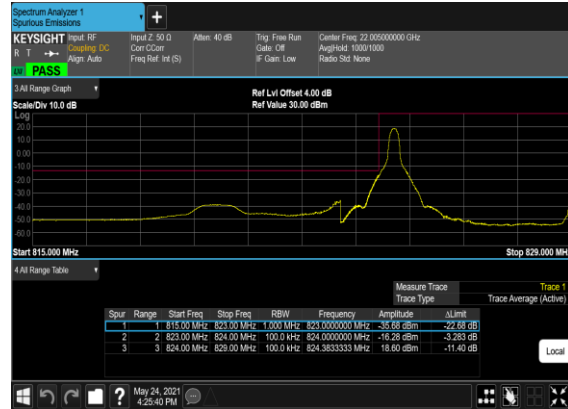 Spectrum Analyzer 1
Spurious Emissions
KEYSIGHT Input: RF Input Z: 50 Ω Atten: 40 dB Trig: Free Run Center Freq: 22.005000000 GHz
R T Coupling: DC Corr CCorr Gate: Off Avg|Hold: 1000/1000
Align: Auto Freq Ref: Int (S) IF Gain: Low Radio Std: None
PASS
3 All Range Graph
Ref Lvl Offset 4.00 dB
Scale/Div 10.0 dB Ref Value 30.00 dBm
Log
20.0
10.0
0.00
-10.0
-20.0
-30.0
-40.0
-50.0
-60.0
Start 815.000 MHz Stop 829.000 MH
4 All Range Table
Measure Trace Trace 1
Trace Type Trace Average (Active)
Spur Range Start Freq Stop Freq RBW Frequency Amplitude ΔLimit
1 1 815.00 MHz 823.00 MHz 1.000 MHz 823.0000000 MHz -35.68 dBm -22.68 dB
2 2 823.00 MHz 824.00 MHz 100.0 kHz 824.0000000 MHz -16.28 dBm -3.283 dB
3 3 824.00 MHz 829.00 MHz 100.0 kHz 824.3833333 MHz 18.60 dBm -11.40 dB
Local
? May 24, 2021
4:25:40 PM